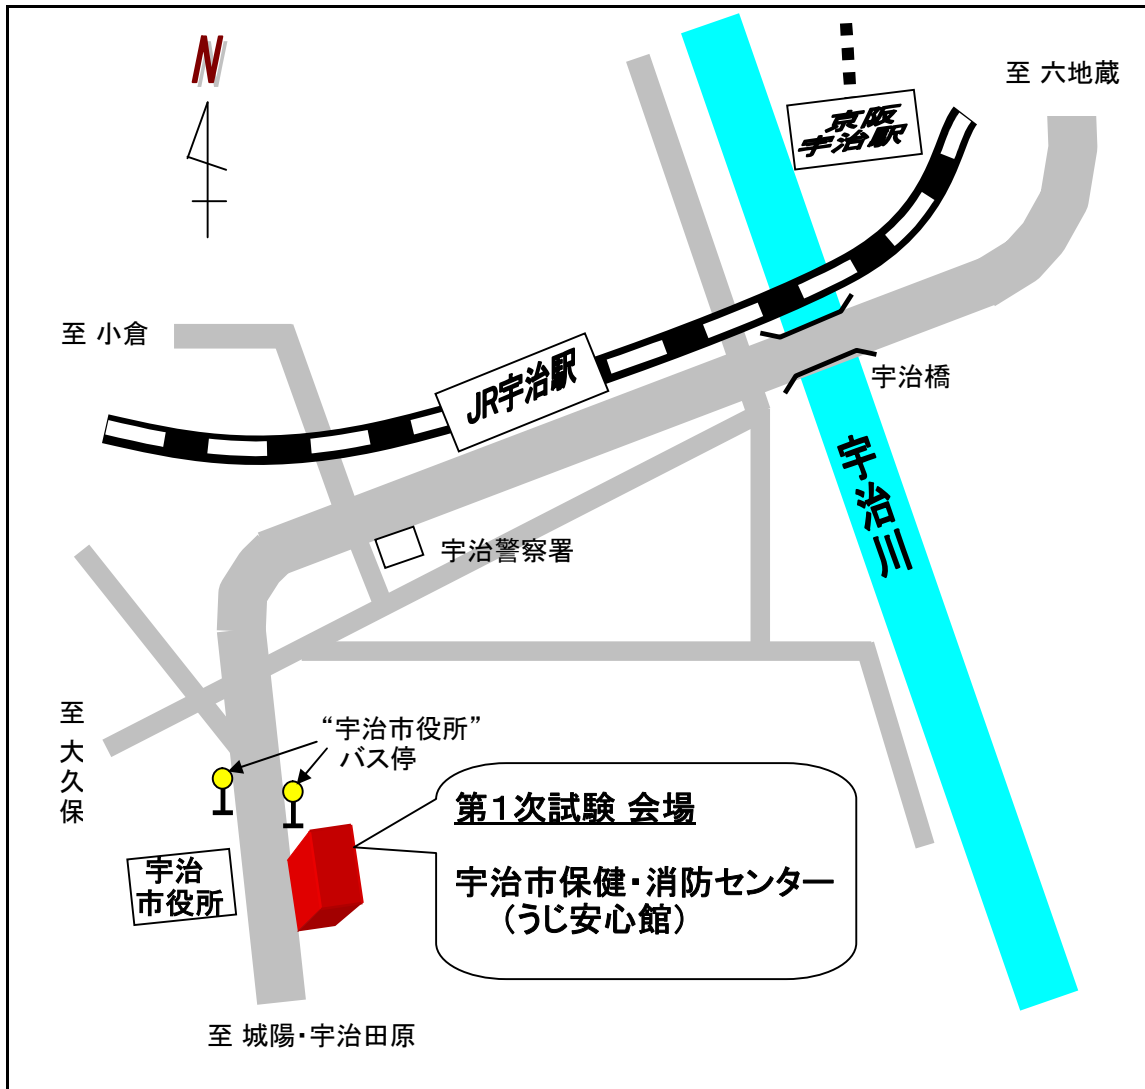 N
至 六地蔵
京阪
宇治駅
至 小倉
JR宇治駅
宇治橋
宇治川
宇治警察署
至 大久保
“宇治市役所”
バス停
第1次試験 会場
宇治市保健・消防センター
(うじ安心館)
宇治
市役所
至 城陽・宇治田原